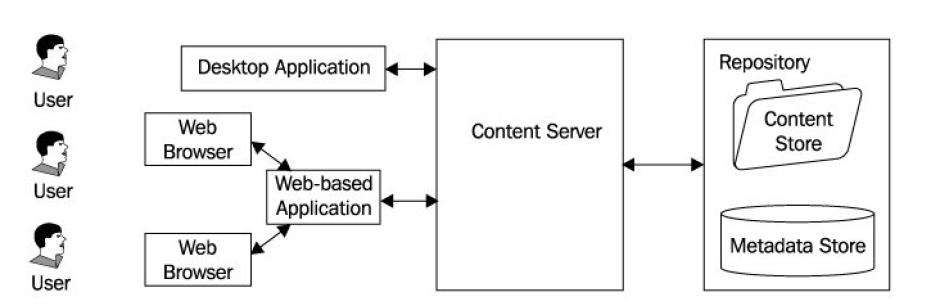 User
Desktop Application
Web
Browser
User
Web-based
Application
Web
Browser
User
Content Server
Repository
Content
Store
Metadata Store